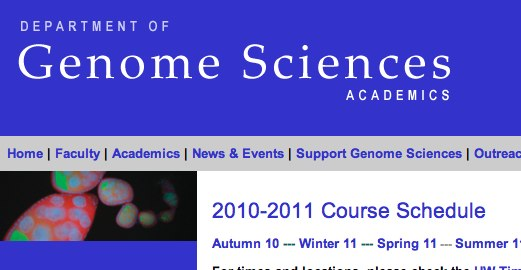 DEPARTMENT OF
Genome Sciences
ACADEMICS
Home | Faculty | Academics | News & Events | Support Genome Sciences | Outreac
2010-2011 Course Schedule
Autumn 10 --- Winter 11 --- Spring 11 --- Summer 1
For times and locations, please check the UW Tim